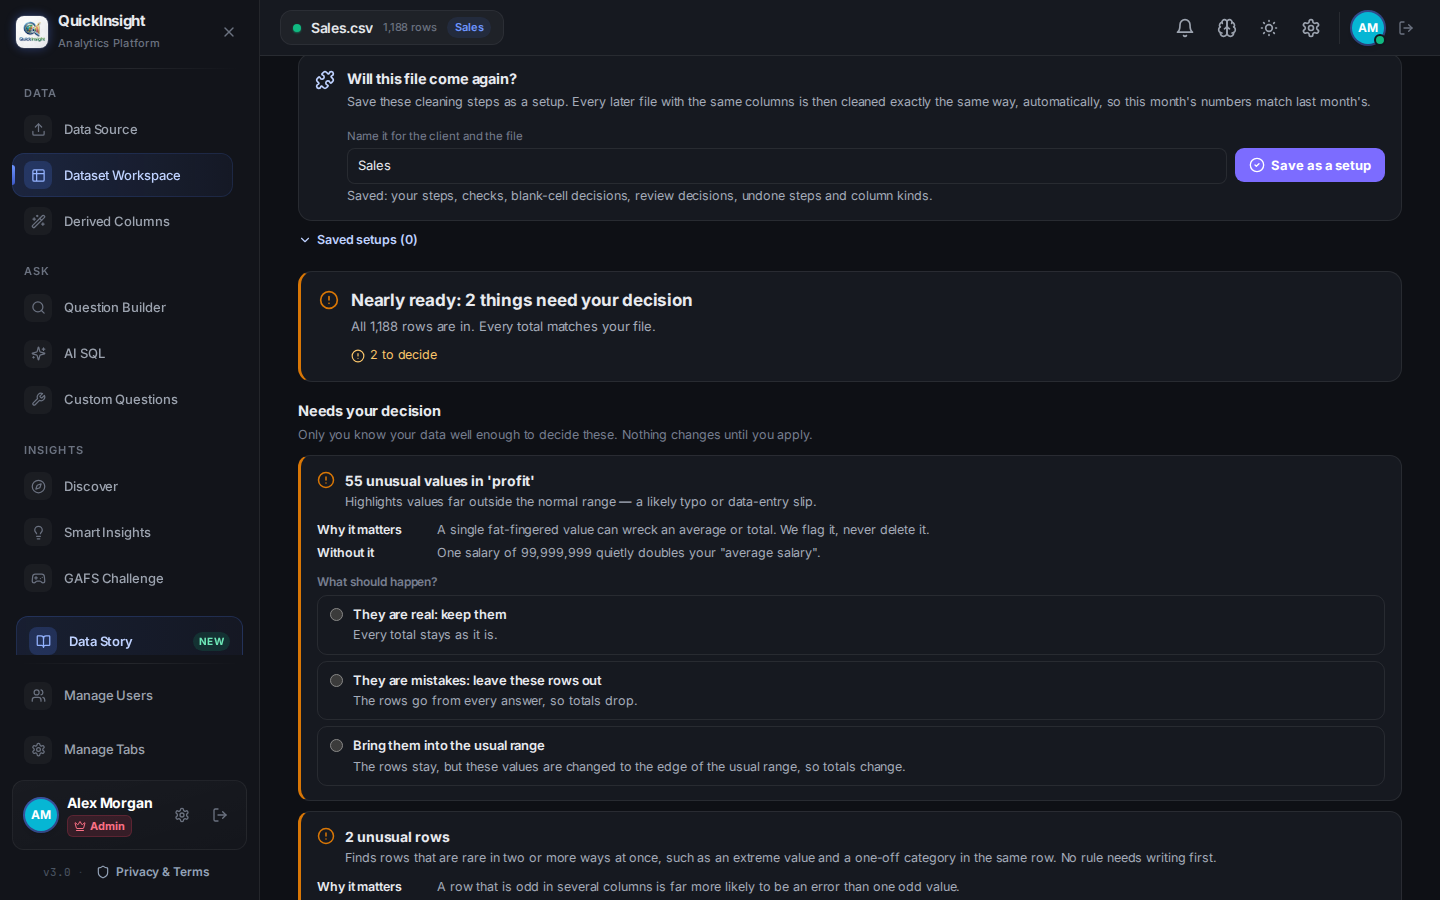 QuickInsight
Analytics Platform
DATA
Data Source
Dataset Workspace
Derived Columns
ASK
Question Builder
AI SQL
Custom Questions
INSIGHTS
Discover
Smart Insights
GAFS Challenge
Data Story NEW
Manage Users
Manage Tabs
AM Alex Morgan
Admin
v3.0 · Privacy & Terms
Sales.csv 1,188 rows Sales
AM
Will this file come again?
Save these cleaning steps as a setup. Every later file with the same columns is then cleaned exactly the same way, automatically, so this month's numbers match last month's.
Name it for the client and the file
Sales
Save as a setup
Saved: your steps, checks, blank-cell decisions, review decisions, undone steps and column kinds.
Saved setups (0)
Nearly ready: 2 things need your decision
All 1,188 rows are in. Every total matches your file.
2 to decide
Needs your decision
Only you know your data well enough to decide these. Nothing changes until you apply.
55 unusual values in 'profit'
Highlights values far outside the normal range — a likely typo or data-entry slip.
Why it matters A single fat-fingered value can wreck an average or total. We flag it, never delete it.
Without it One salary of 99,999,999 quietly doubles your "average salary".
What should happen?
They are real: keep them
Every total stays as it is.
They are mistakes: leave these rows out
The rows go from every answer, so totals drop.
Bring them into the usual range
The rows stay, but these values are changed to the edge of the usual range, so totals change.
2 unusual rows
Finds rows that are rare in two or more ways at once, such as an extreme value and a one-off category in the same row. No rule needs writing first.
Why it matters A row that is odd in several columns is far more likely to be an error than one odd value.